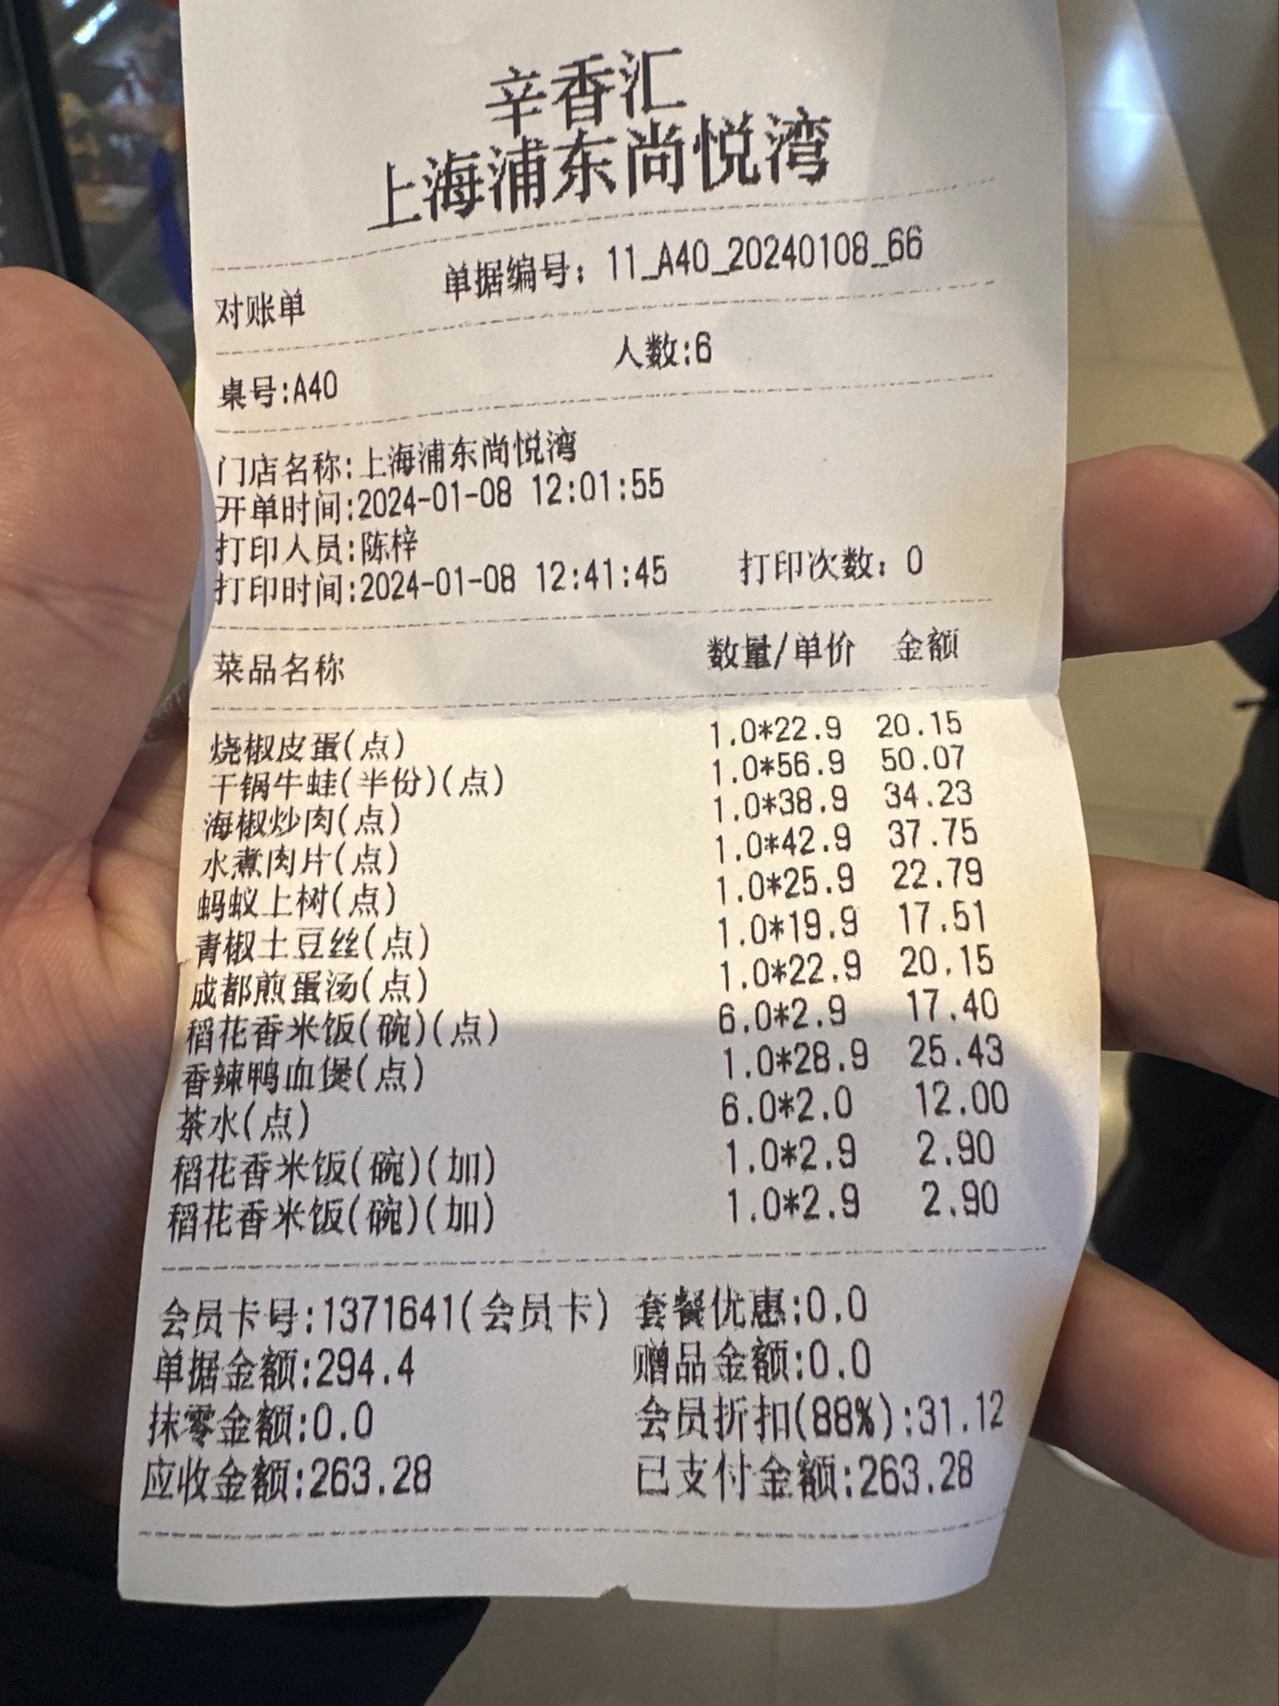 辛香汇
上海浦东尚悦湾
对账单 单据编号：11_A40_20240108_66
桌号:A40 人数:6
门店名称:上海浦东尚悦湾
开单时间:2024-01-08 12:01:55
打印人员:陈梓
打印时间:2024-01-08 12:41:45 打印次数：0
菜品名称 数量/单价 金额
烧椒皮蛋(点) 1.0*22.9 20.15
干锅牛蛙(半份)(点) 1.0*56.9 50.07
海椒炒肉(点) 1.0*38.9 34.23
水煮肉片(点) 1.0*42.9 37.75
蚂蚁上树(点) 1.0*25.9 22.79
青椒土豆丝(点) 1.0*19.9 17.51
成都煎蛋汤(点) 1.0*22.9 20.15
稻花香米饭(碗)(点) 6.0*2.9 17.40
香辣鸭血煲(点) 1.0*28.9 25.43
茶水(点) 6.0*2.0 12.00
稻花香米饭(碗)(加) 1.0*2.9 2.90
稻花香米饭(碗)(加) 1.0*2.9 2.90
会员卡号:1371641(会员卡) 套餐优惠:0.0
单据金额:294.4 赠品金额:0.0
抹零金额:0.0 会员折扣(88%):31.12
应收金额:263.28 已支付金额:263.28